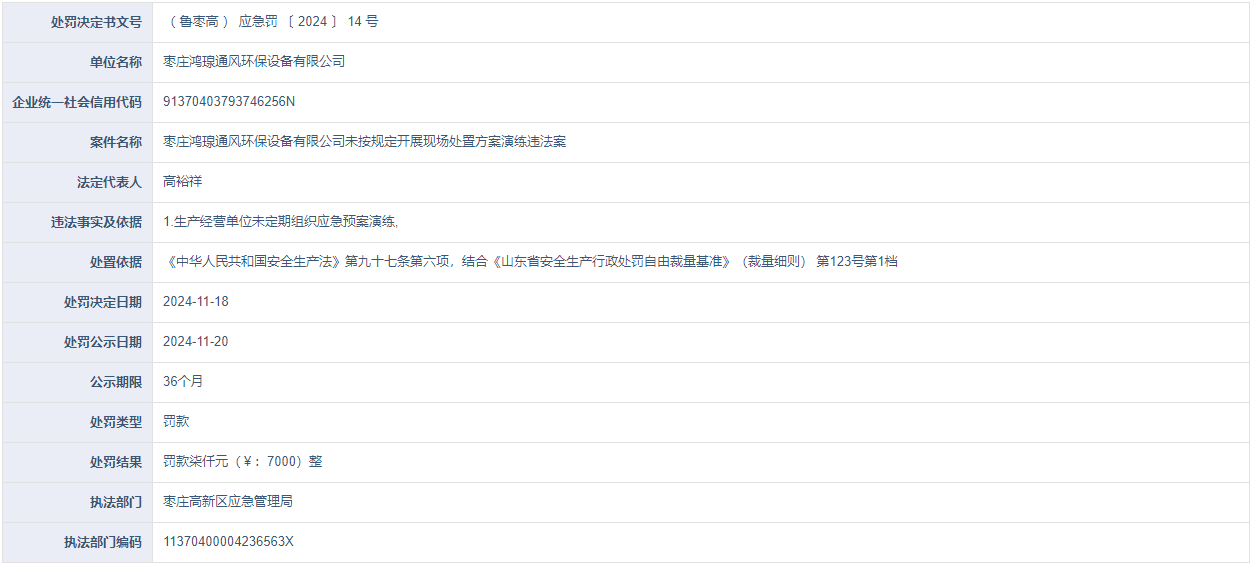 处罚决定书文号 （ 鲁枣高 ） 应急罚 〔 2024 〕 14 号
单位名称 枣庄鸿璟通风环保设备有限公司
企业统一社会信用代码 91370403793746256N
案件名称 枣庄鸿璟通风环保设备有限公司未按规定开展现场处置方案演练违法案
法定代表人 高裕祥
违法事实及依据 1.生产经营单位未定期组织应急预案演练,
处置依据 《中华人民共和国安全生产法》第九十七条第六项，结合《山东省安全生产行政处罚自由裁量基准》（裁量细则） 第123号第1档
处罚决定日期 2024-11-18
处罚公示日期 2024-11-20
公示期限 36个月
处罚类型 罚款
处罚结果 罚款柒仟元（￥：7000）整
执法部门 枣庄高新区应急管理局
执法部门编码 11370400004236563X